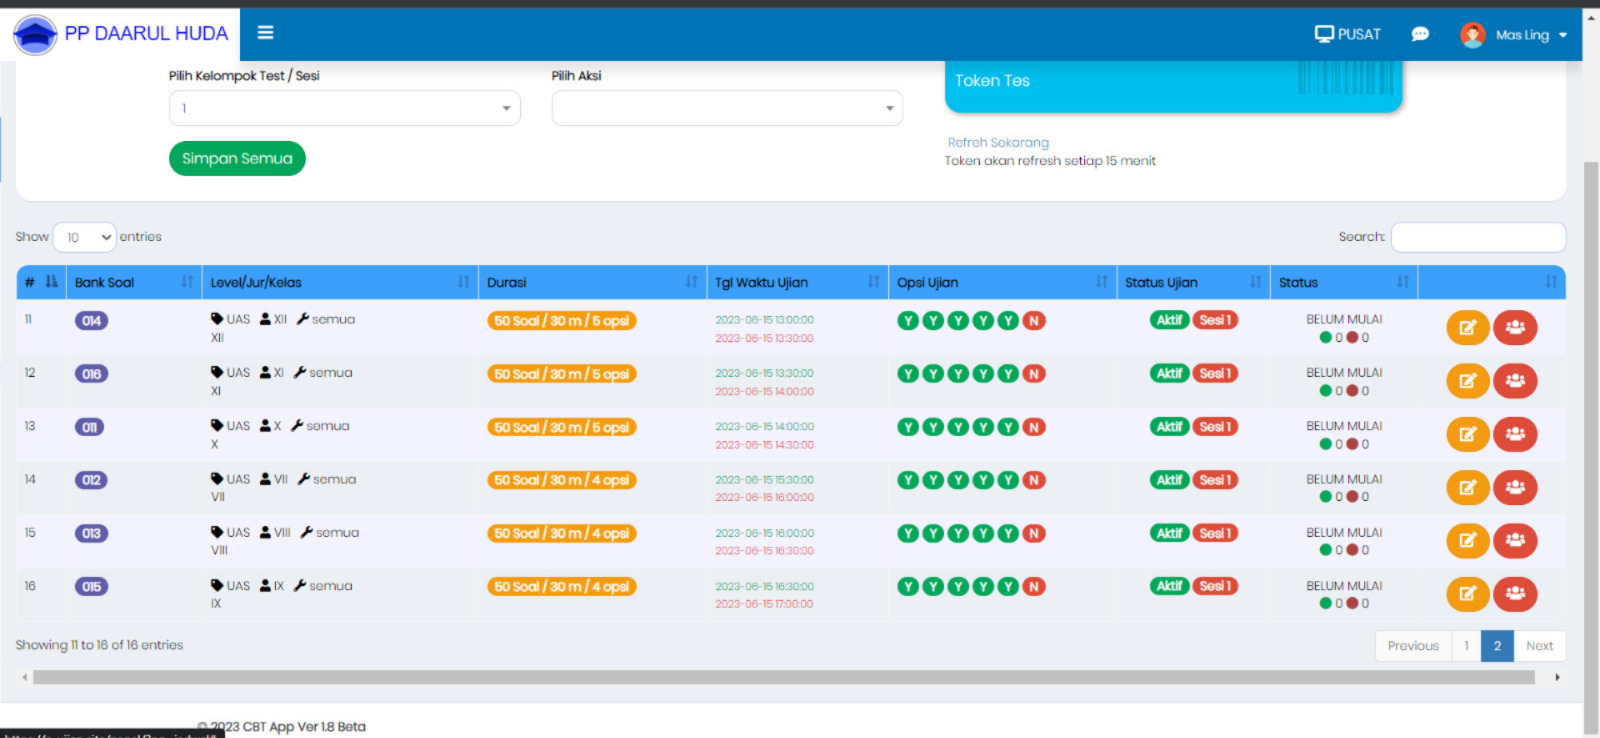 PP DAARUL HUDA
PUSAT
Mas Ling
Pilih Kelompok Test / Sesi
Pilih Aksi
Token Tes
1
Simpan Semua
Refreh Sekarang
Token akan refresh setiap 15 menit
Show 10 entries
Search:
# Bank Soal Level/Jur/Kelas Durasi Tgl Waktu Ujian Opsi Ujian Status Ujian Status
11 014 UAS XII semua 50 Soal / 30 m / 5 opsi 2023-06-15 13:00:00 Y Y Y Y Y N Aktif Sesi 1 BELUM MULAI
XII 2023-06-15 13:30:00 0 0
12 016 UAS XI semua 50 Soal / 30 m / 5 opsi 2023-06-15 13:30:00 Y Y Y Y Y N Aktif Sesi 1 BELUM MULAI
XI 2023-06-15 14:00:00 0 0
13 011 UAS X semua 50 Soal / 30 m / 5 opsi 2023-06-15 14:00:00 Y Y Y Y Y N Aktif Sesi 1 BELUM MULAI
X 2023-06-15 14:30:00 0 0
14 012 UAS VII semua 50 Soal / 30 m / 4 opsi 2023-06-15 15:30:00 Y Y Y Y Y N Aktif Sesi 1 BELUM MULAI
VII 2023-06-15 16:00:00 0 0
15 013 UAS VIII semua 50 Soal / 30 m / 4 opsi 2023-06-15 16:00:00 Y Y Y Y Y N Aktif Sesi 1 BELUM MULAI
VIII 2023-06-15 16:30:00 0 0
16 015 UAS IX semua 50 Soal / 30 m / 4 opsi 2023-06-15 16:30:00 Y Y Y Y Y N Aktif Sesi 1 BELUM MULAI
IX 2023-06-15 17:00:00 0 0
Showing 11 to 16 of 16 entries
Previous 1 2 Next
© 2023 CBT App Ver 1.8 Beta